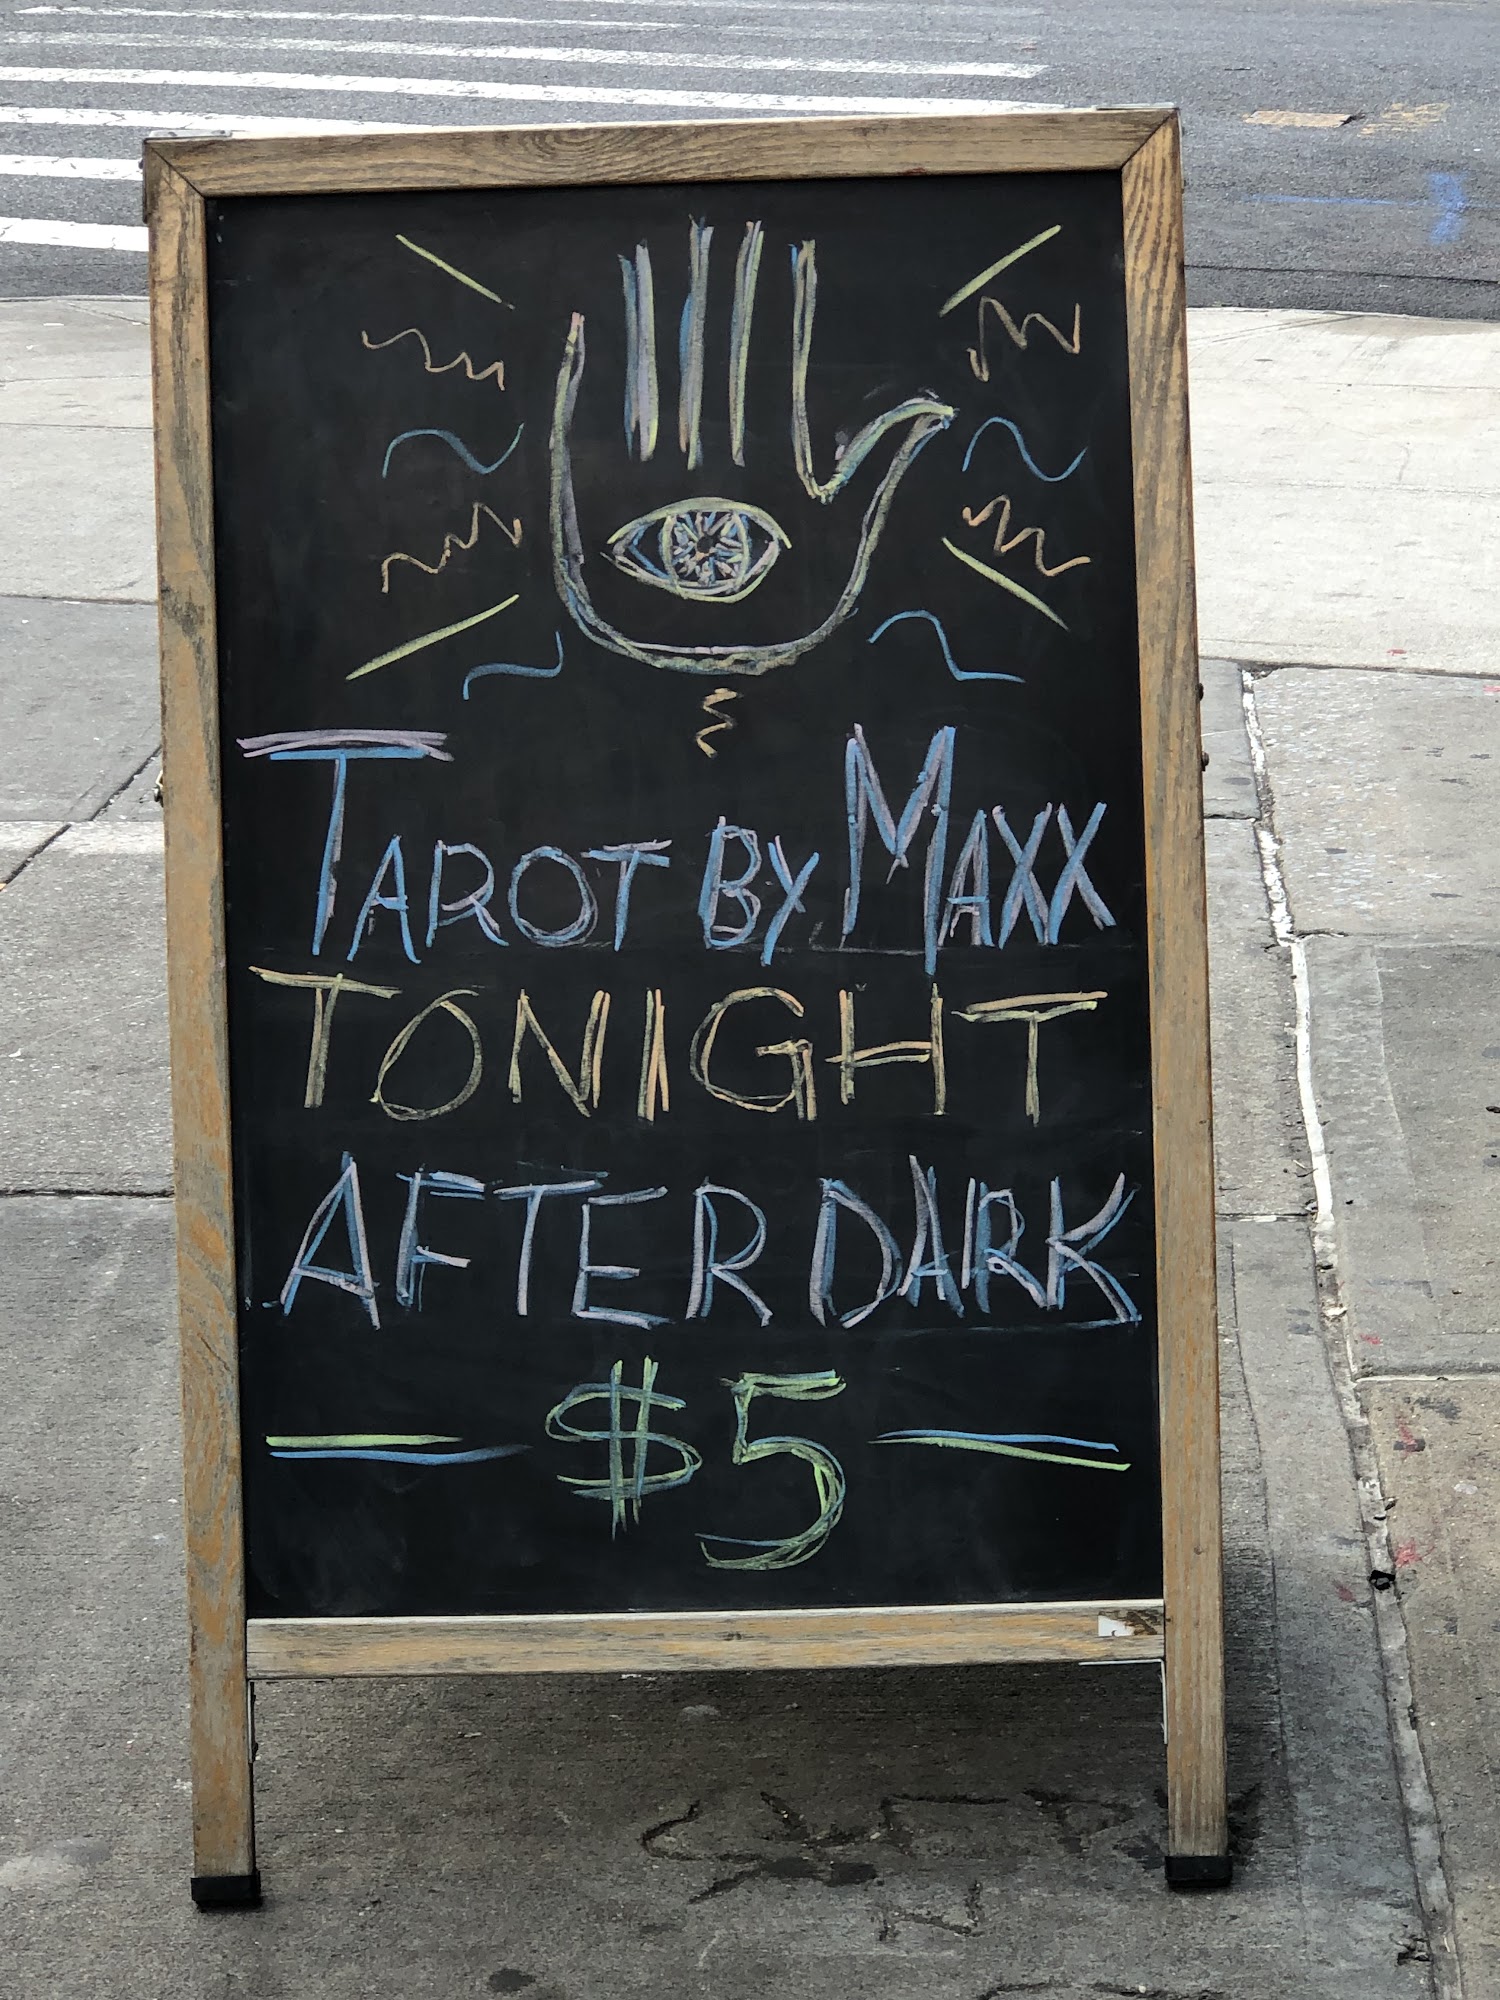 TAROT BY MAXX
TONIGHT
AFTER DARK
$5